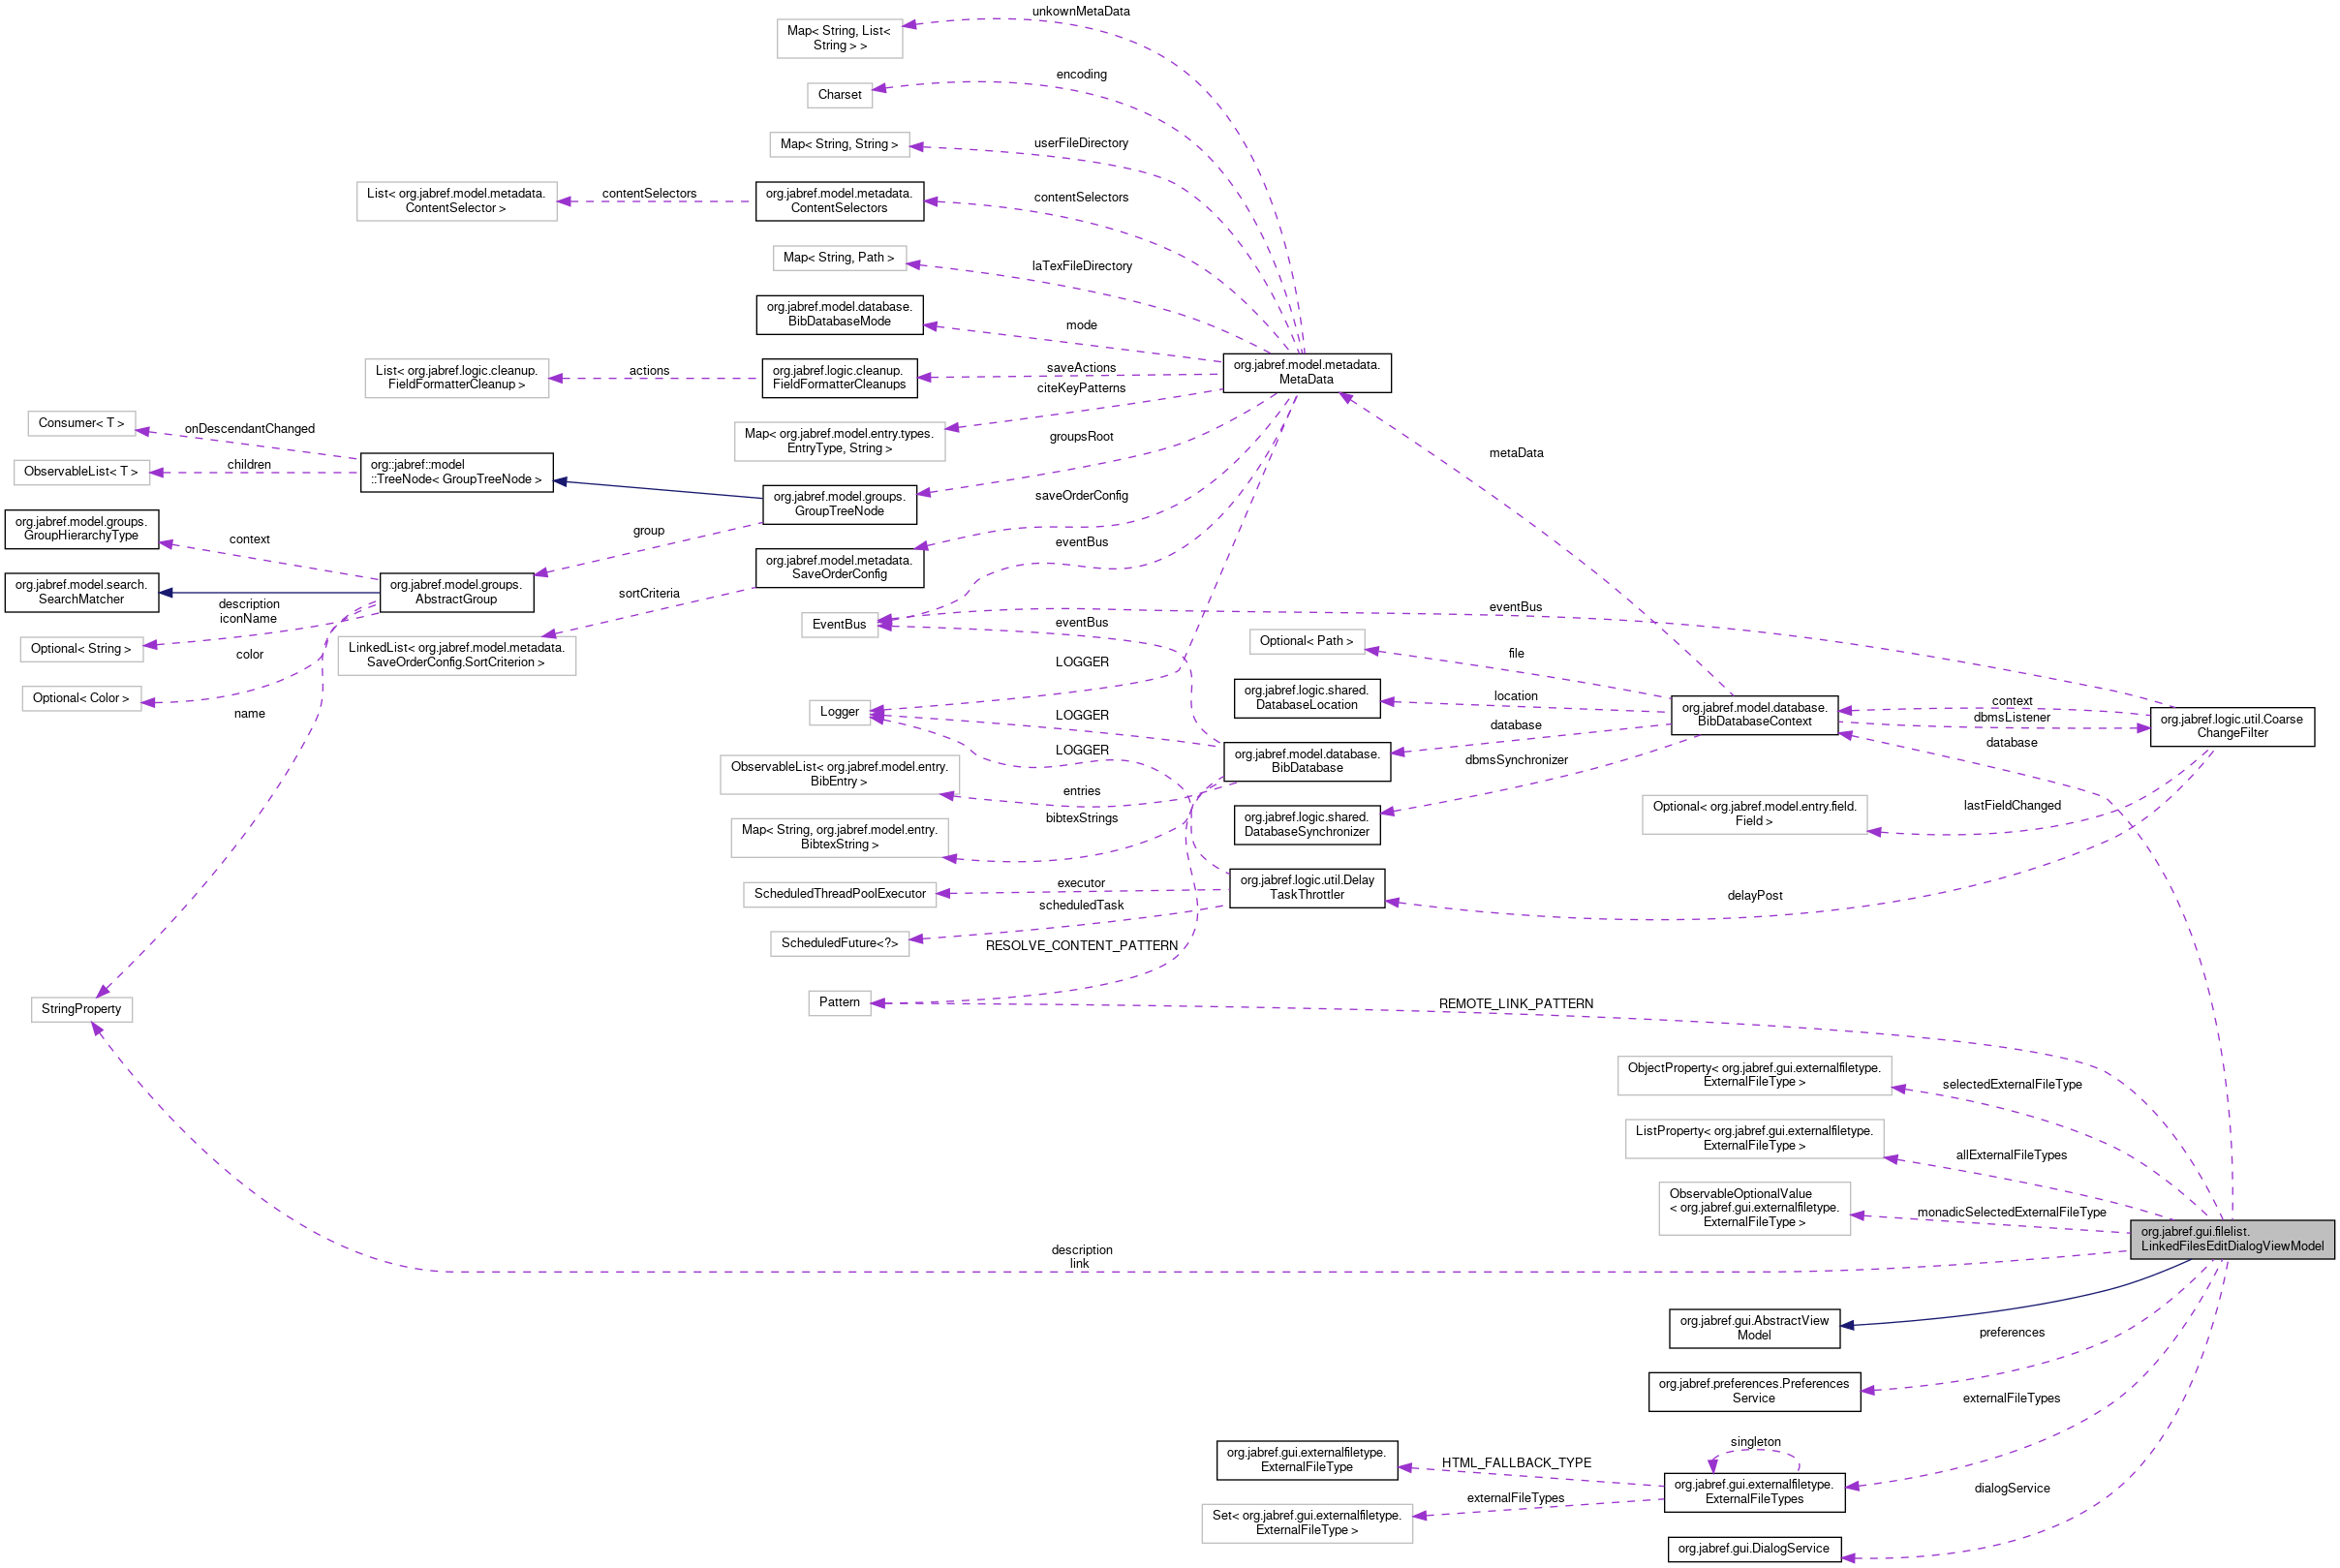 unkownMetaData
Map< String, List<
String > >
encoding
Charset
userFileDirectory
Map< String, String >
contentSelectors
List< org.jabref.model.metadata.
ContentSelector >
contentSelectors
org.jabref.model.metadata.
ContentSelectors
laTexFileDirectory
Map< String, Path >
org.jabref.model.database.
BibDatabaseMode
mode
org.jabref.model.metadata.
MetaData
List< org.jabref.logic.cleanup.
FieldFormatterCleanup >
actions
org.jabref.logic.cleanup.
FieldFormatterCleanups
saveActions
citeKeyPatterns
Map< org.jabref.model.entry.types.
EntryType, String >
groupsRoot
Consumer< T >
onDescendantChanged
ObservableList< T >
children
org::jabref::model
::TreeNode< GroupTreeNode >
org.jabref.model.groups.
GroupTreeNode
metaData
saveOrderConfig
org.jabref.model.groups.
GroupHierarchyType
context
group
eventBus
org.jabref.model.metadata.
SaveOrderConfig
org.jabref.model.search.
SearchMatcher
org.jabref.model.groups.
AbstractGroup
sortCriteria
description
iconName
EventBus
eventBus
eventBus
Optional< String >
color
LinkedList< org.jabref.model.metadata.
SaveOrderConfig.SortCriterion >
Optional< Path >
file
LOGGER
Optional< Color >
name
org.jabref.logic.shared.
DatabaseLocation
location
org.jabref.model.database.
BibDatabaseContext
context
dbmsListener
org.jabref.logic.util.Coarse
ChangeFilter
Logger
LOGGER
database
database
LOGGER
org.jabref.model.database.
BibDatabase
dbmsSynchronizer
ObservableList< org.jabref.model.entry.
BibEntry >
entries
bibtexStrings
org.jabref.logic.shared.
DatabaseSynchronizer
Optional< org.jabref.model.entry.field.
Field >
lastFieldChanged
Map< String, org.jabref.model.entry.
BibtexString >
ScheduledThreadPoolExecutor
executor
org.jabref.logic.util.Delay
TaskThrottler
delayPost
scheduledTask
ScheduledFuture<?>
RESOLVE_CONTENT_PATTERN
StringProperty
Pattern
REMOTE_LINK_PATTERN
ObjectProperty< org.jabref.gui.externalfiletype.
ExternalFileType >
selectedExternalFileType
ListProperty< org.jabref.gui.externalfiletype.
ExternalFileType >
allExternalFileTypes
ObservableOptionalValue
< org.jabref.gui.externalfiletype.
ExternalFileType >
monadicSelectedExternalFileType
org.jabref.gui.filelist.
LinkedFilesEditDialogViewModel
description
link
org.jabref.gui.AbstractView
Model
preferences
org.jabref.preferences.Preferences
Service
externalFileTypes
org.jabref.gui.externalfiletype.
ExternalFileType
HTML_FALLBACK_TYPE
singleton
org.jabref.gui.externalfiletype.
ExternalFileTypes
dialogService
externalFileTypes
Set< org.jabref.gui.externalfiletype.
ExternalFileType >
org.jabref.gui.DialogService